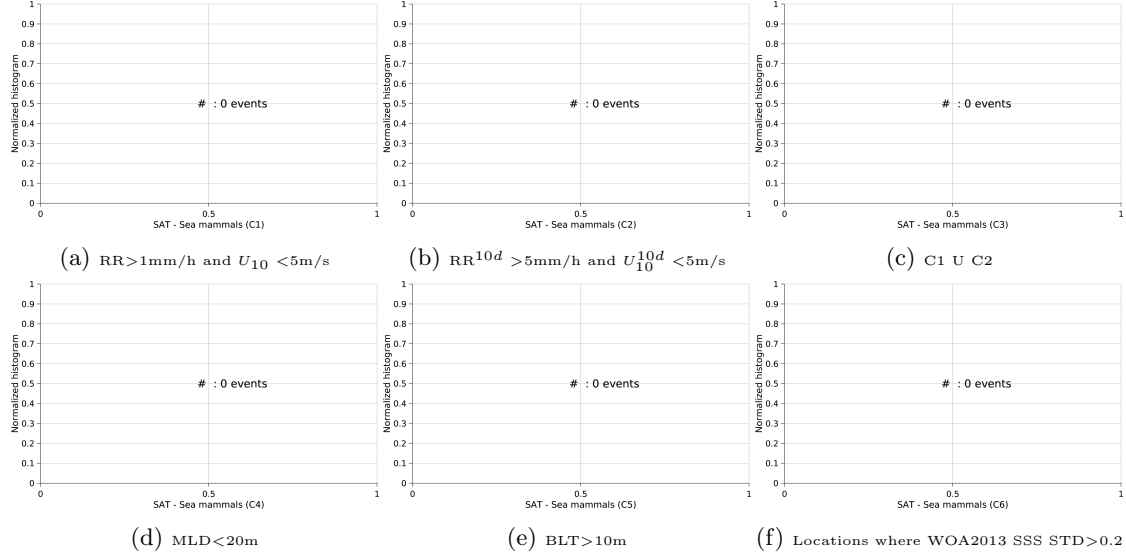 1
0.9
0.8
0.7
0.6
0.5
0.4
0.3
0.2
0.1
0
Normalized histogram
# : 0 events
0 0.5 1
SAT - Sea mammals (C1)
(a) RR>1mm/h and U10 <5m/s
1
0.9
0.8
0.7
0.6
0.5
0.4
0.3
0.2
0.1
0
Normalized histogram
# : 0 events
0 0.5 1
SAT - Sea mammals (C2)
(b) RR10d >5mm/h and U10d10 <5m/s
1
0.9
0.8
0.7
0.6
0.5
0.4
0.3
0.2
0.1
0
Normalized histogram
# : 0 events
0 0.5 1
SAT - Sea mammals (C3)
(c) C1 U C2
1
0.9
0.8
0.7
0.6
0.5
0.4
0.3
0.2
0.1
0
Normalized histogram
# : 0 events
0 0.5 1
SAT - Sea mammals (C4)
(d) MLD<20m
1
0.9
0.8
0.7
0.6
0.5
0.4
0.3
0.2
0.1
0
Normalized histogram
# : 0 events
0 0.5 1
SAT - Sea mammals (C5)
(e) BLT>10m
1
0.9
0.8
0.7
0.6
0.5
0.4
0.3
0.2
0.1
0
Normalized histogram
# : 0 events
0 0.5 1
SAT - Sea mammals (C6)
(f) Locations where WOA2013 SSS STD>0.2